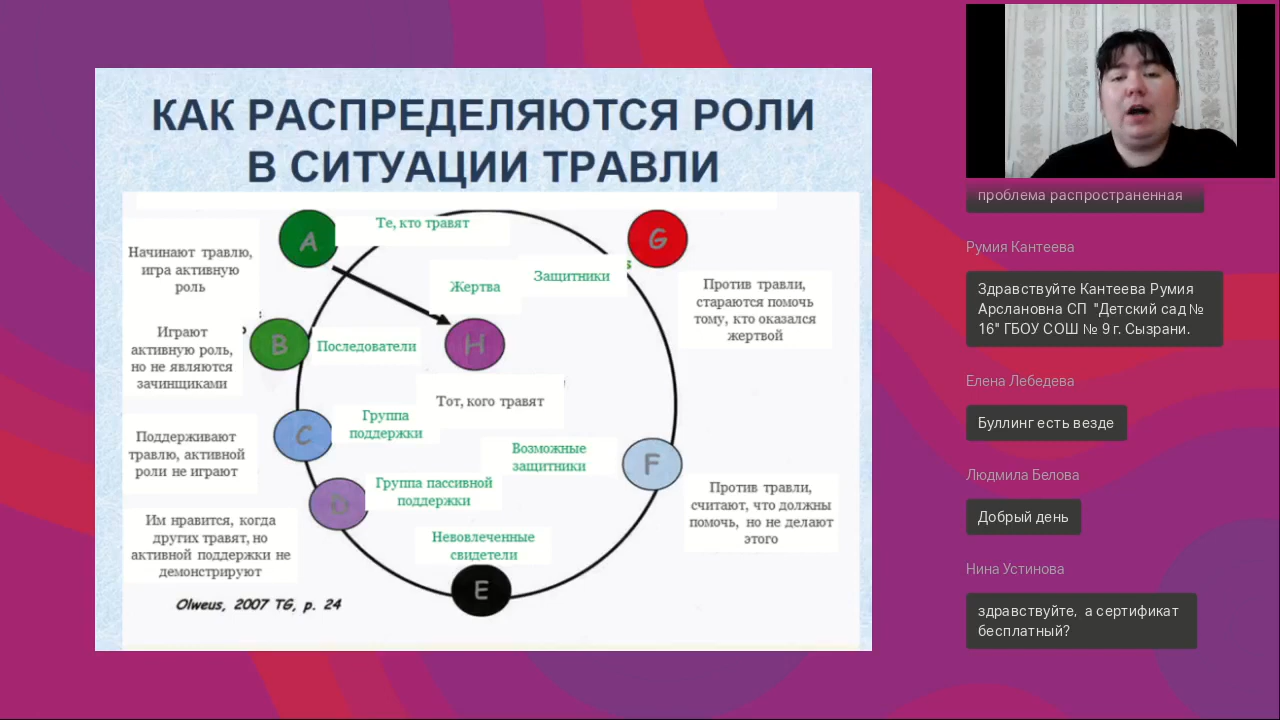 КАК РАСПРЕДЕЛЯЮТСЯ РОЛИ
В СИТУАЦИИ ТРАВЛИ
A
Те, кто травят
G
Начинают травлю,
игра активную
роль
Жертва
Защитники
s
Против травли,
стараются помочь
тому, кто оказался
жертвой
Играют
активную роль,
но не являются
зачинщиками
B
Последователи
H
Тот, кого травят
Поддерживают
травлю, активной
роли не играют
C
Группа
поддержки
Возможные
защитники
F
D
Группа пассивной
поддержки
Против травли,
считают, что должны
помочь, но не делают
этого
Им нравится, когда
других травят, но
активной поддержки не
демонстрируют
Невовлеченные
свидетели
E
Olweus, 2007 TG, p. 24
проблема распространенная
Румия Кантеева
Здравствуйте Кантеева Румия
Арслановна СП "Детский сад №
16" ГБОУ СОШ № 9 г. Сызрани.
Елена Лебедева
Буллинг есть везде
Людмила Белова
Добрый день
Нина Устинова
здравствуйте, а сертификат
бесплатный?